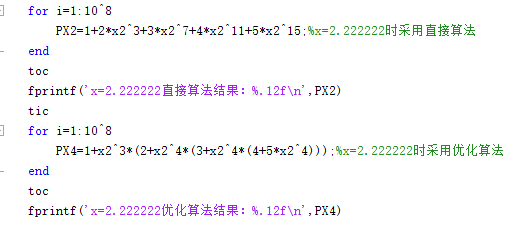 for i=1:10^8
PX2=1+2*x2^3+3*x2^7+4*x2^11+5*x2^15;%x=2.222222时采用直接算法
end
toc
fprintf('x=2.222222直接算法结果：%.12f\n',PX2)
tic
for i=1:10^8
PX4=1+x2^3*(2+x2^4*(3+x2^4*(4+5*x2^4)));%x=2.222222时采用优化算法
end
toc
fprintf('x=2.222222优化算法结果：%.12f\n',PX4)